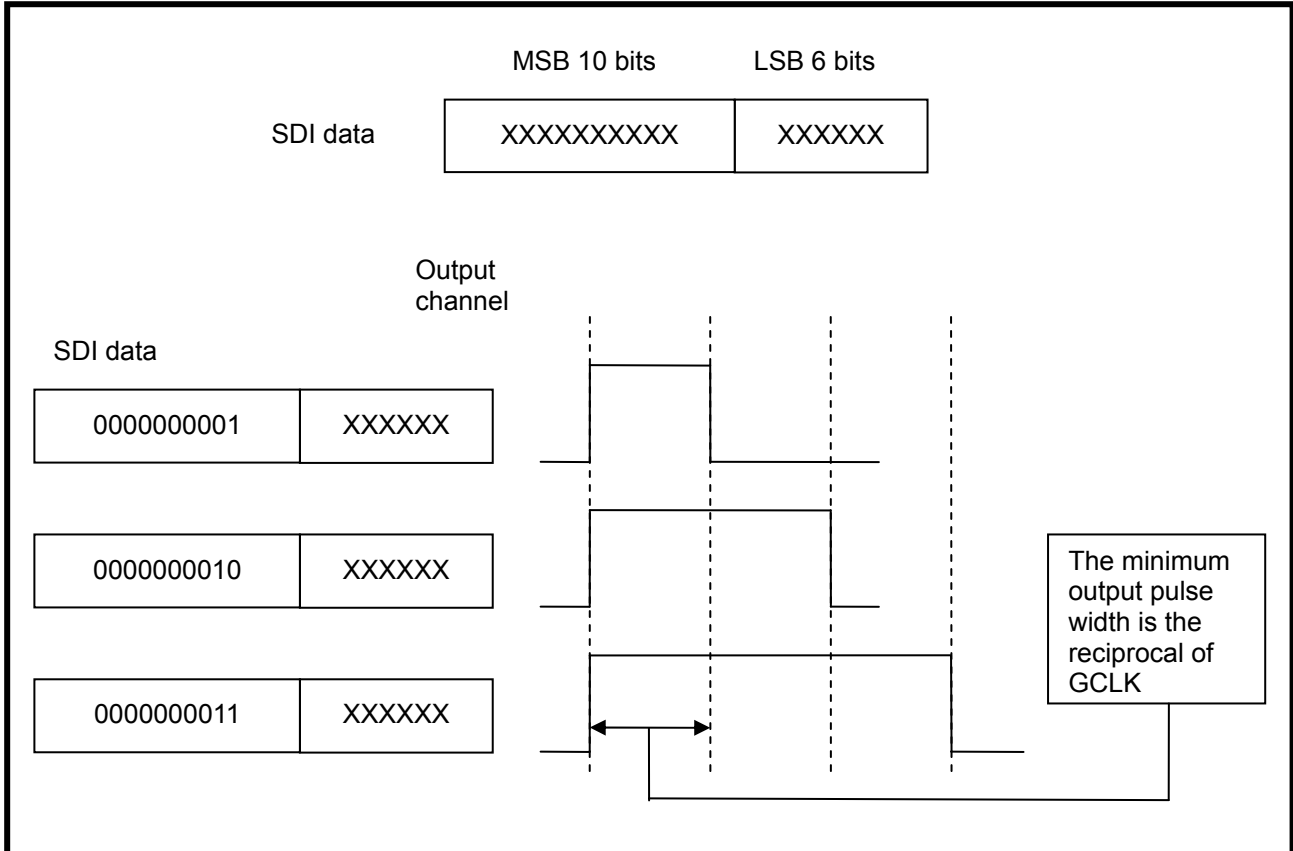 MSB 10 bits LSB 6 bits
SDI data XXXXXXXXXX XXXXXX
Output
channel
SDI data
0000000001 XXXXXX
0000000010 XXXXXX
0000000011 XXXXXX
The minimum
output pulse
width is the
reciprocal of
GCLK